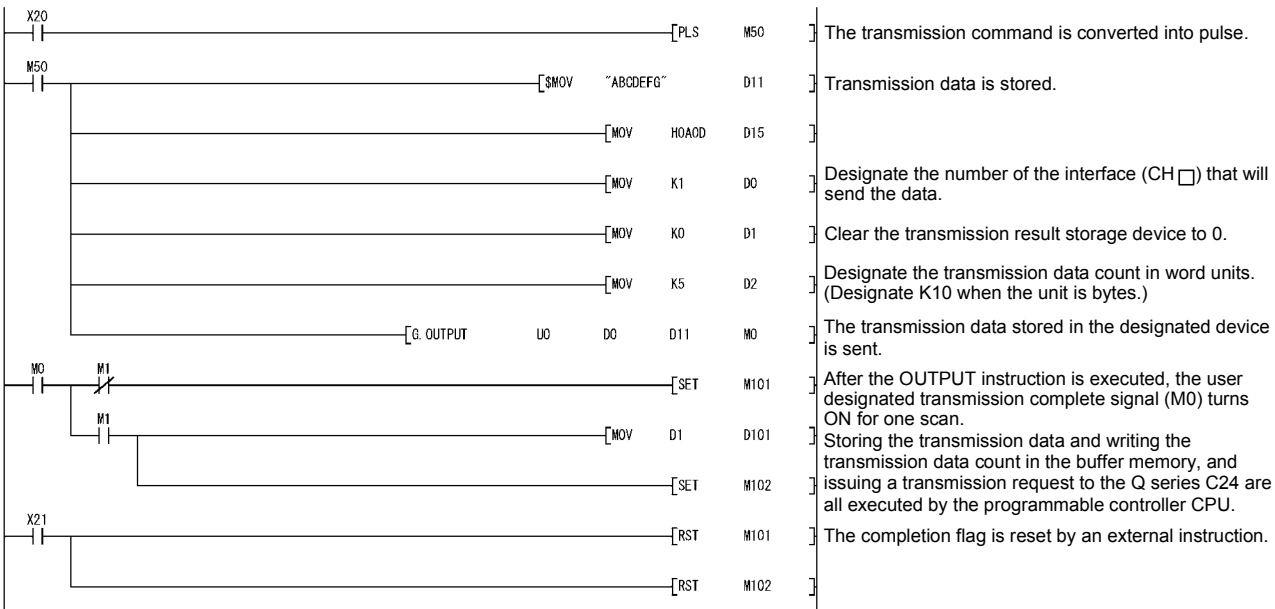 X20
[PLS M50 ] The transmission command is converted into pulse.
M50
[$MOV "ABCDEFG" D11 ] Transmission data is stored.
[MOV H0A0D D15 ]
[MOV K1 D0 ] Designate the number of the interface (CH □) that will
send the data.
[MOV K0 D1 ] Clear the transmission result storage device to 0.
[MOV K5 D2 ] Designate the transmission data count in word units.
(Designate K10 when the unit is bytes.)
[G.OUTPUT U0 D0 D11 M0 ] The transmission data stored in the designated device
is sent.
M0 M1
[SET M101 ] After the OUTPUT instruction is executed, the user
designated transmission complete signal (M0) turns
ON for one scan.
M1
[MOV D1 D101 ] Storing the transmission data and writing the
transmission data count in the buffer memory, and
[SET M102 ] issuing a transmission request to the Q series C24 are
all executed by the programmable controller CPU.
X21
[RST M101 ] The completion flag is reset by an external instruction.
[RST M102 ]